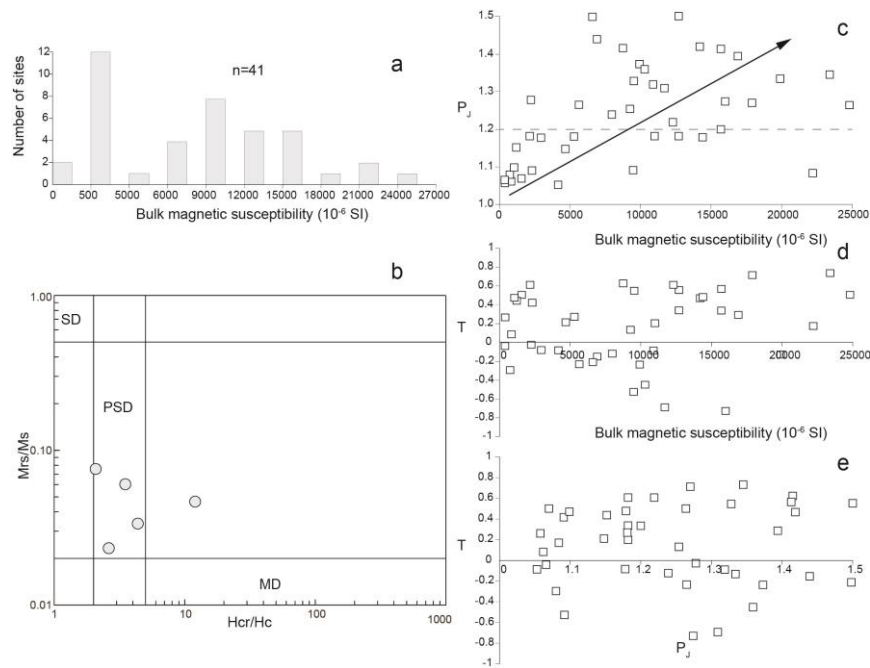 a
n=41
12
10
8
6
4
2
0
Number of sites
0 500 5000 6000 9000 12000 15000 18000 21000 24000 27000
Bulk magnetic susceptibility (10-6 SI)
b
1.00
SD
PSD
0.10
MD
0.01
Mrs/Ms
1 10 100 1000
Hcr/Hc
c
1.5
1.4
1.3
PJ
1.2
1.1
1.0
0 5000 10000 15000 20000 25000
Bulk magnetic susceptibility (10-6 SI)
d
1
0.8
0.6
0.4
0.2
T
0
-0.2
-0.4
-0.6
-0.8
-1
0 5000 10000 15000 20000 25000
Bulk magnetic susceptibility (10-6 SI)
e
1
0.8
0.6
0.4
T
0.2
0
-0.2
-0.4
-0.6
-0.8
-1
0 1.1 1.2 1.3 1.4 1.5
PJ